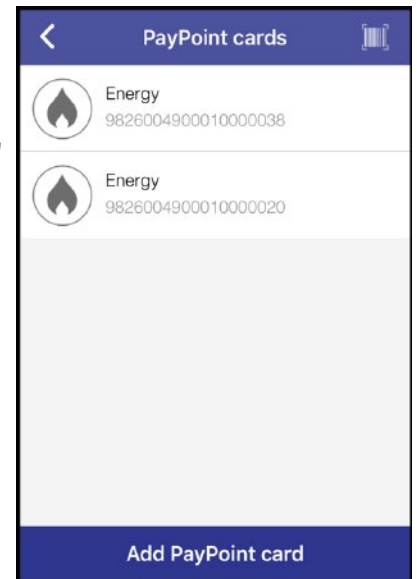 PayPoint cards
Energy
9826004900010000038
Energy
9826004900010000020
Add PayPoint card